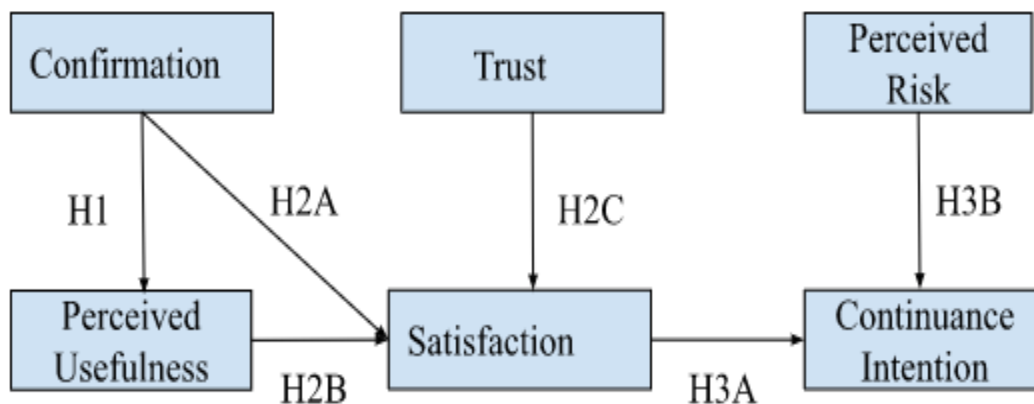 Confirmation
Trust
Perceived
Risk
H1
H2A
H2C
H3B
Perceived
Usefulness
H2B
Satisfaction
H3A
Continuance
Intention